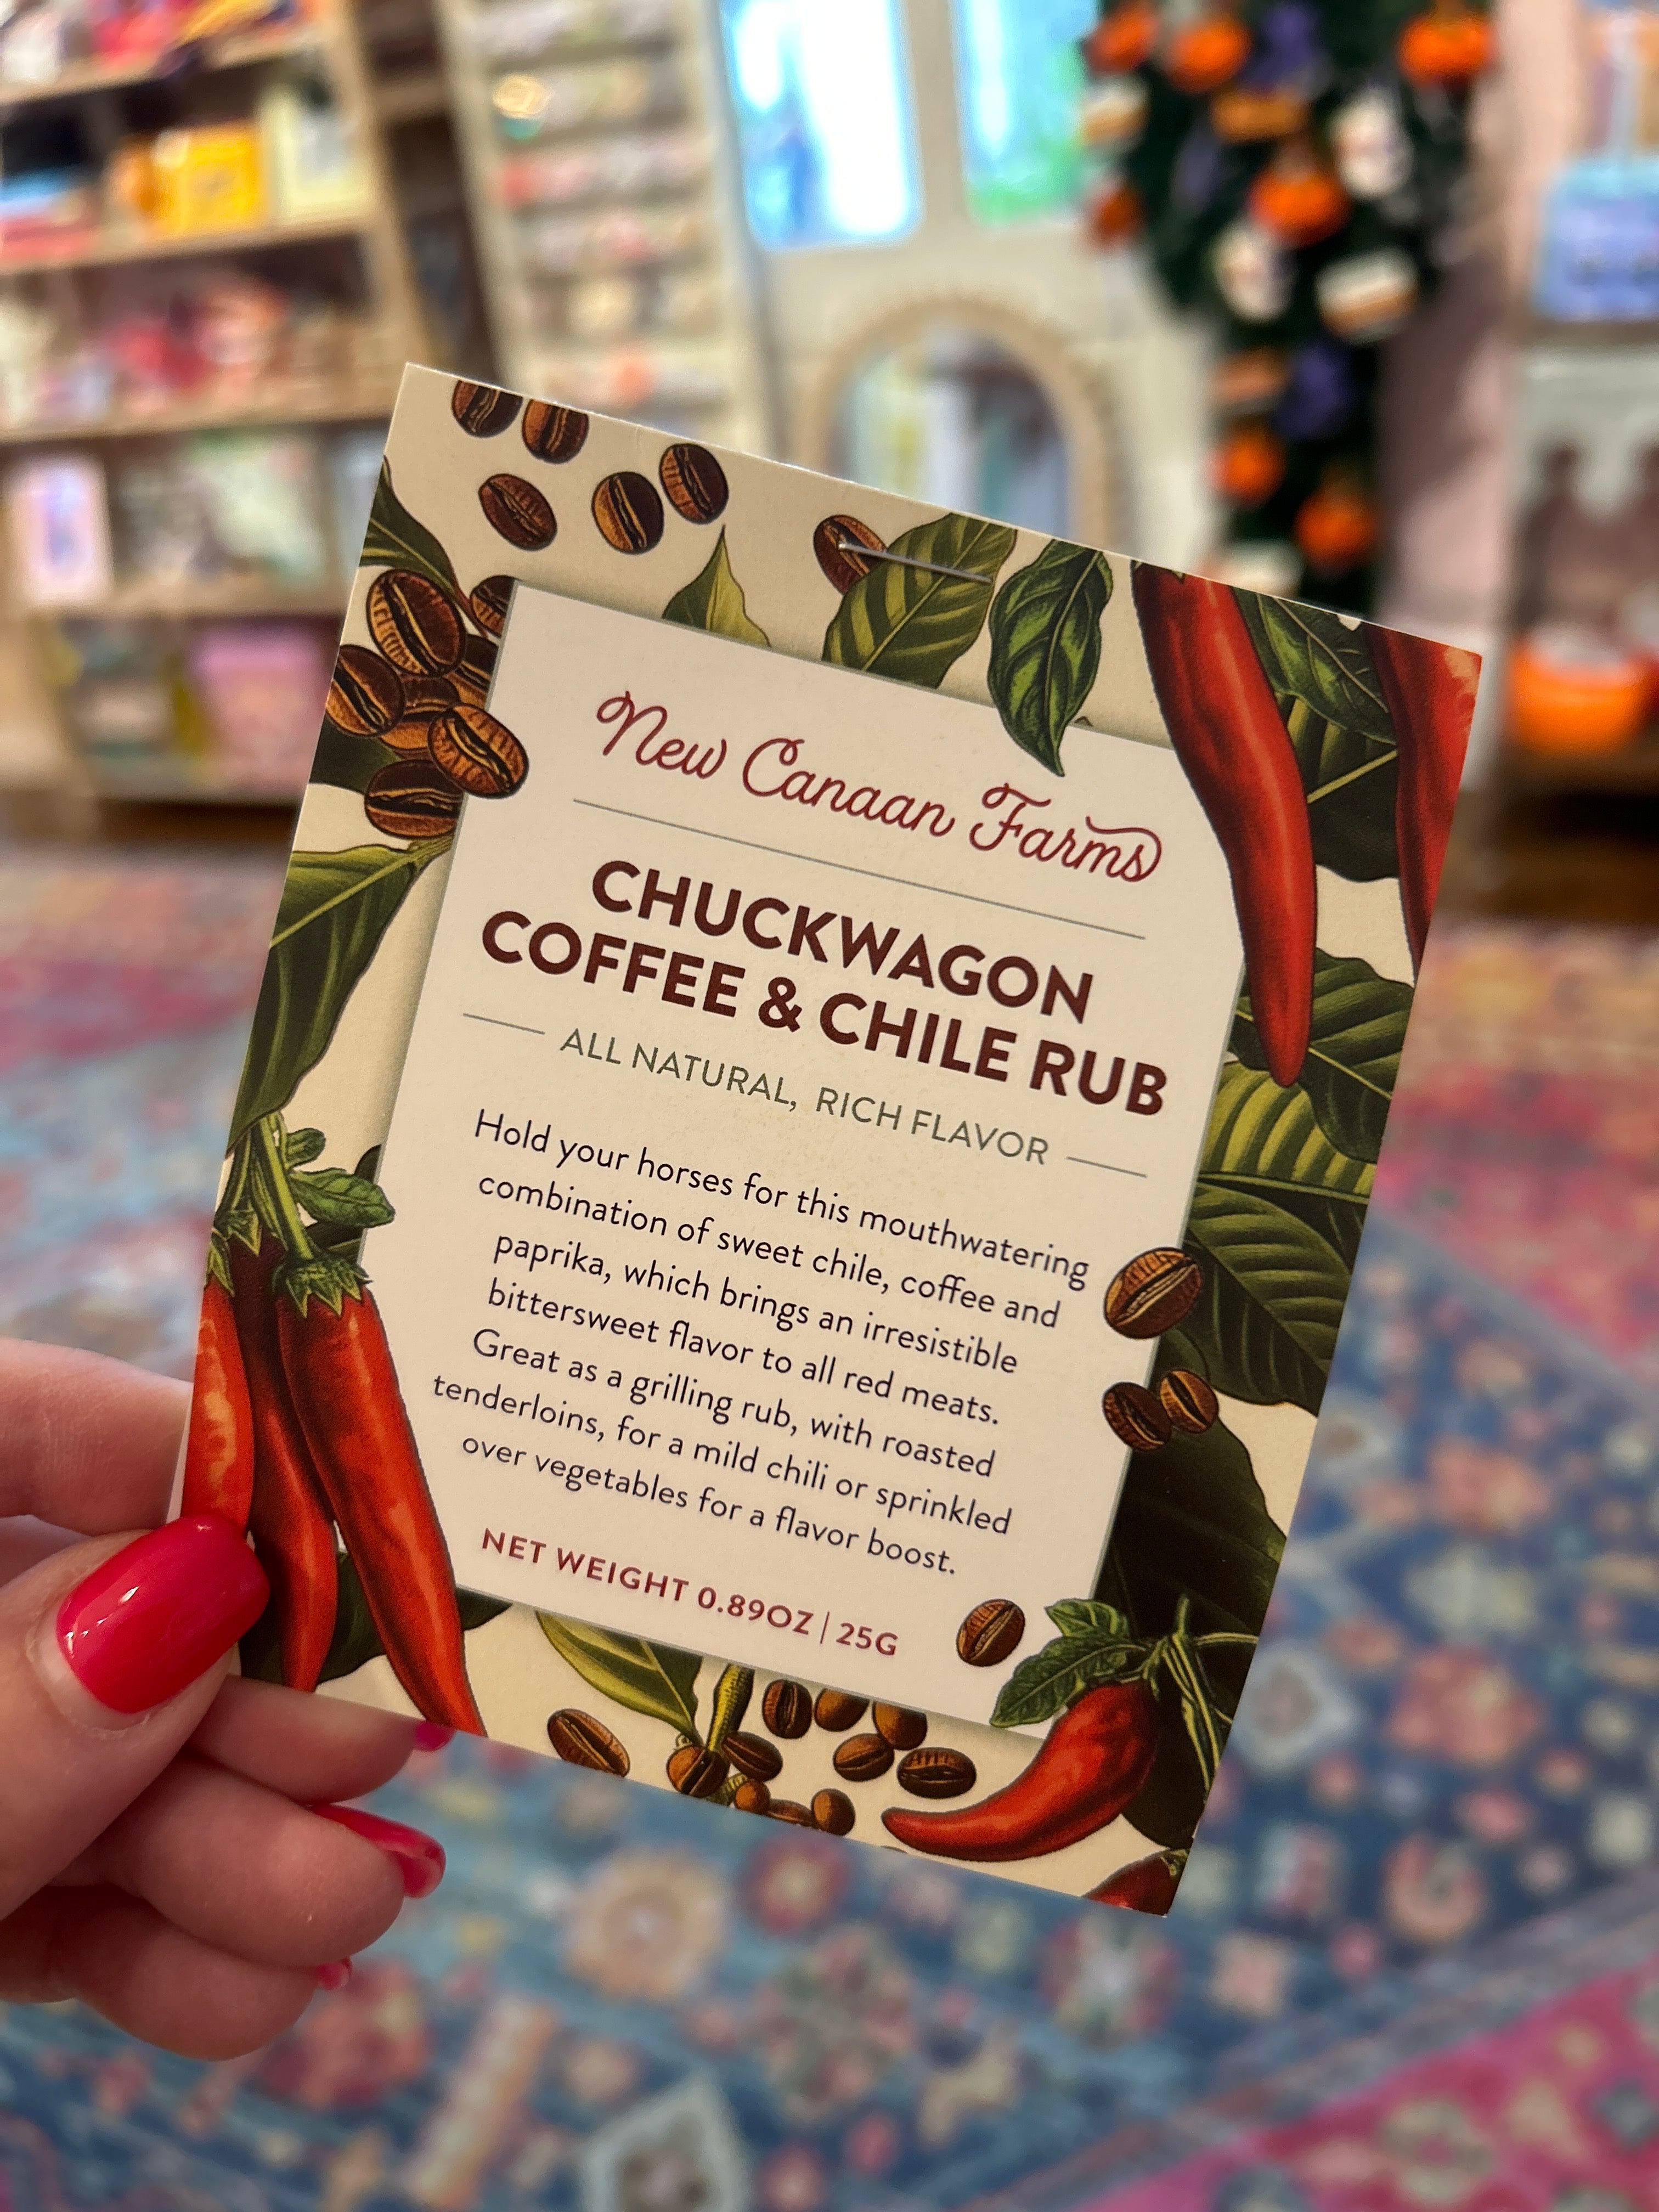 New Canaan Farms
CHUCKWAGON
COFFEE & CHILE RUB
ALL NATURAL, RICH FLAVOR
Hold your horses for this mouthwatering
combination of sweet chile, coffee and
paprika, which brings an irresistible
bittersweet flavor to all red meats.
Great as a grilling rub, with roasted
tenderloins, for a mild chili or sprinkled
over vegetables for a flavor boost.
NET WEIGHT 0.89OZ | 25G